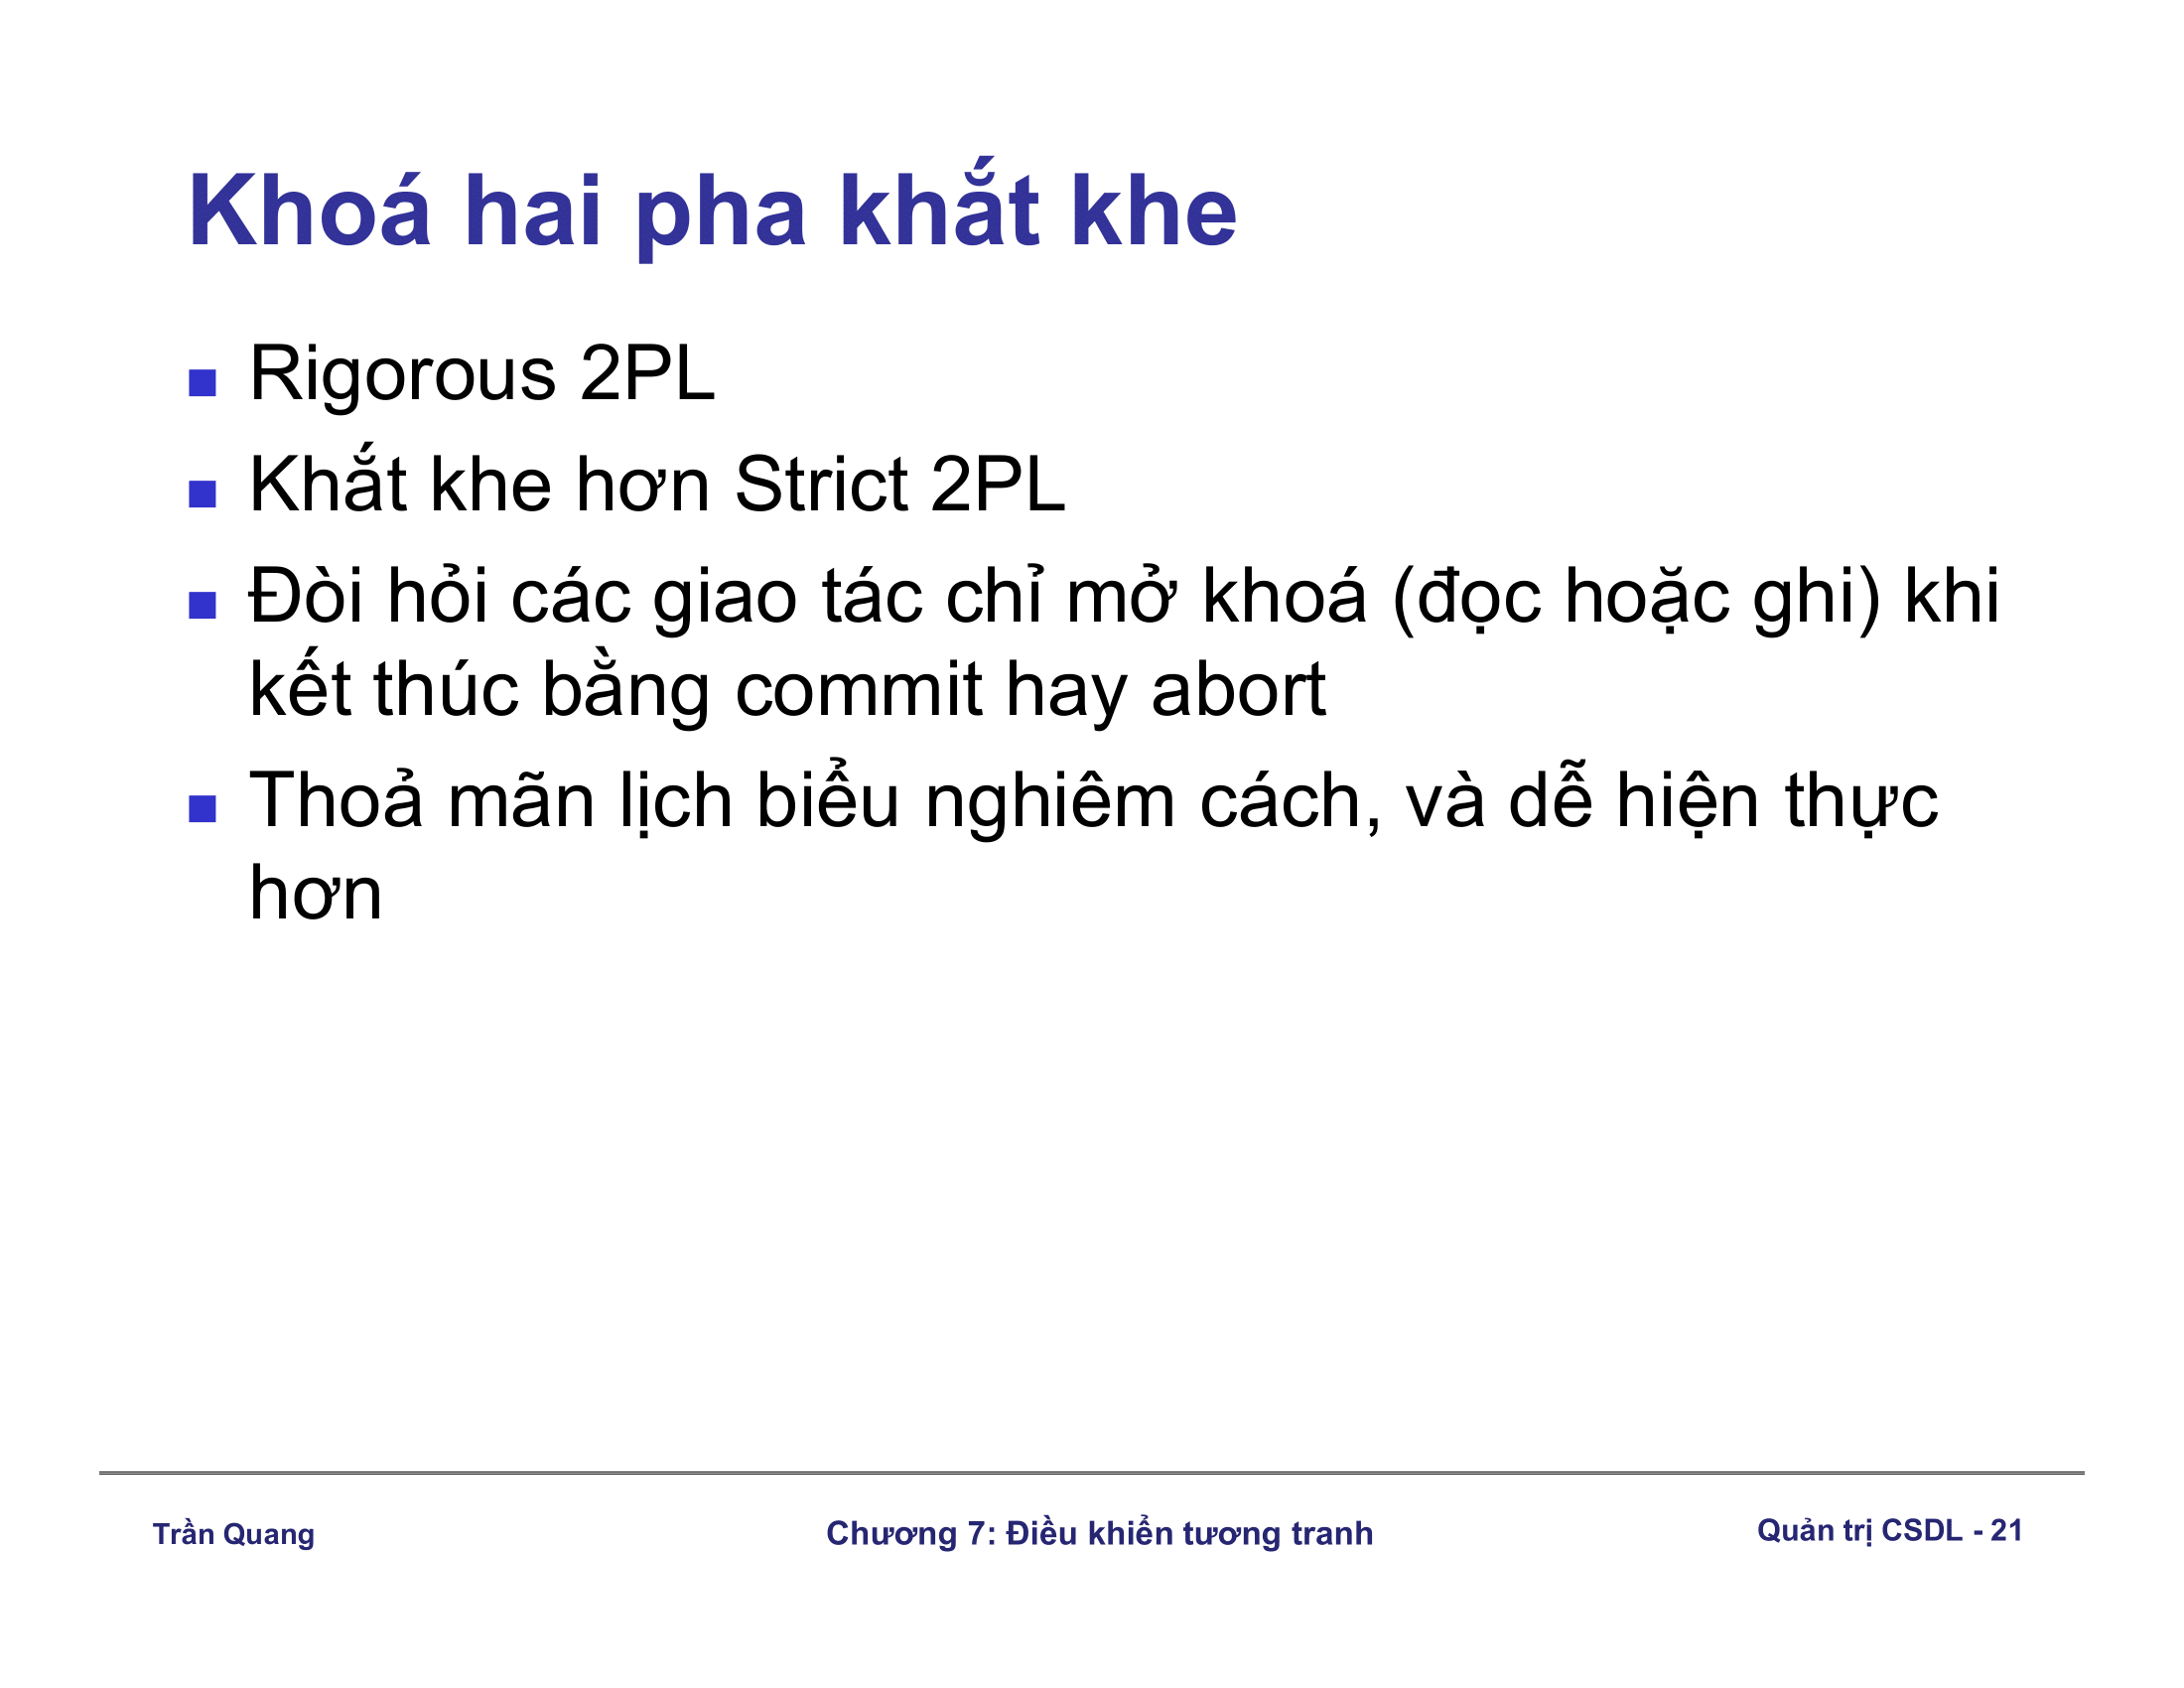 Khoá hai pha khắt khe
Rigorous 2PL
Khắt khe hơn Strict 2PL
Đòi hỏi các giao tác chỉ mở khoá (đọc hoặc ghi) khi
kết thúc bằng commit hay abort
Thoả mãn lịch biểu nghiêm cách, và dễ hiện thực
hơn
Trần Quang
Chương 7: Điều khiển tương tranh
Quản trị CSDL - 21